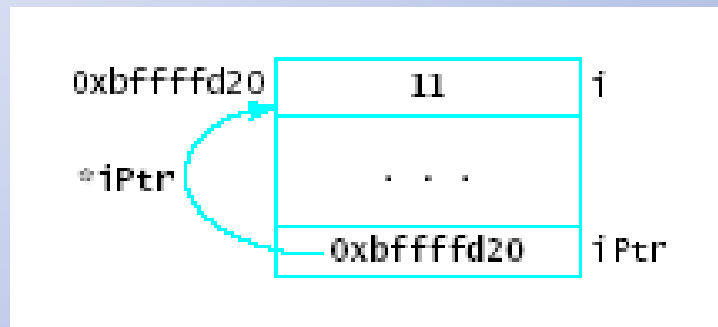 0xbffffd20 11 i
*iPtr . . .
0xbffffd20 iPtr